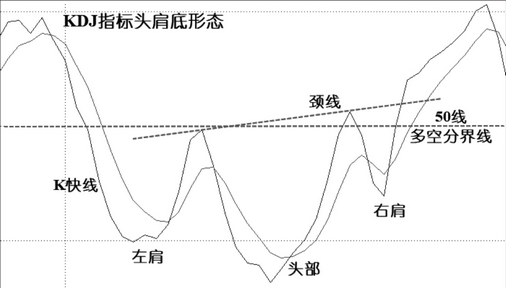 KDJ指标头肩底形态
颈线
50线
多空分界线
K快线
右肩
左肩
头部